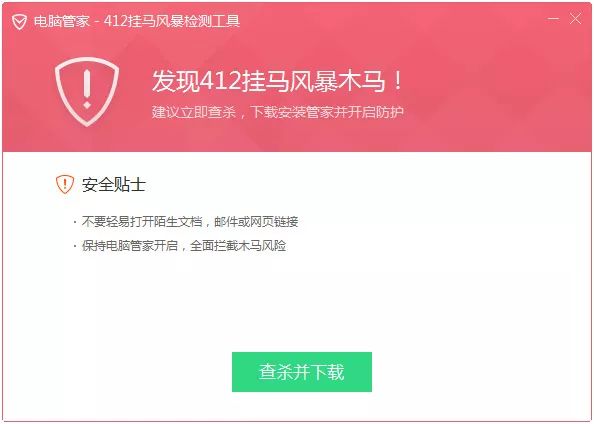 电脑管家 - 412挂马风暴检测工具
发现412挂马风暴木马！
建议立即查杀，下载安装管家并开启防护
安全贴士
· 不要轻易打开陌生文档，邮件或网页链接
· 保持电脑管家开启，全面拦截木马风险
查杀并下载